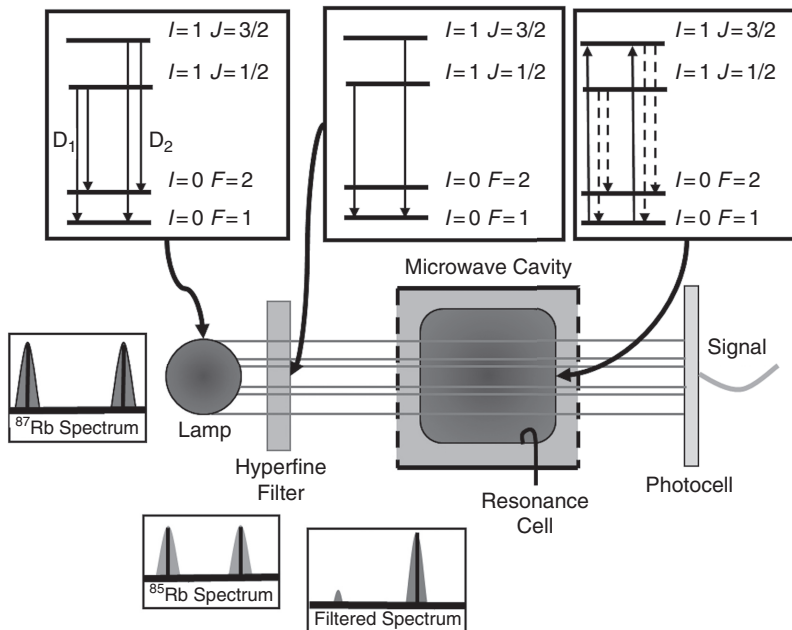 I=1 J=3/2
I=1 J=1/2
D1
D2
I=0 F=2
I=0 F=1
I=1 J=3/2
I=1 J=1/2
I=0 F=2
I=0 F=1
I=1 J=3/2
I=1 J=1/2
I=0 F=2
I=0 F=1
Microwave Cavity
Signal
87Rb Spectrum
Lamp
Hyperfine
Filter
Resonance
Cell
Photocell
85Rb Spectrum
Filtered Spectrum